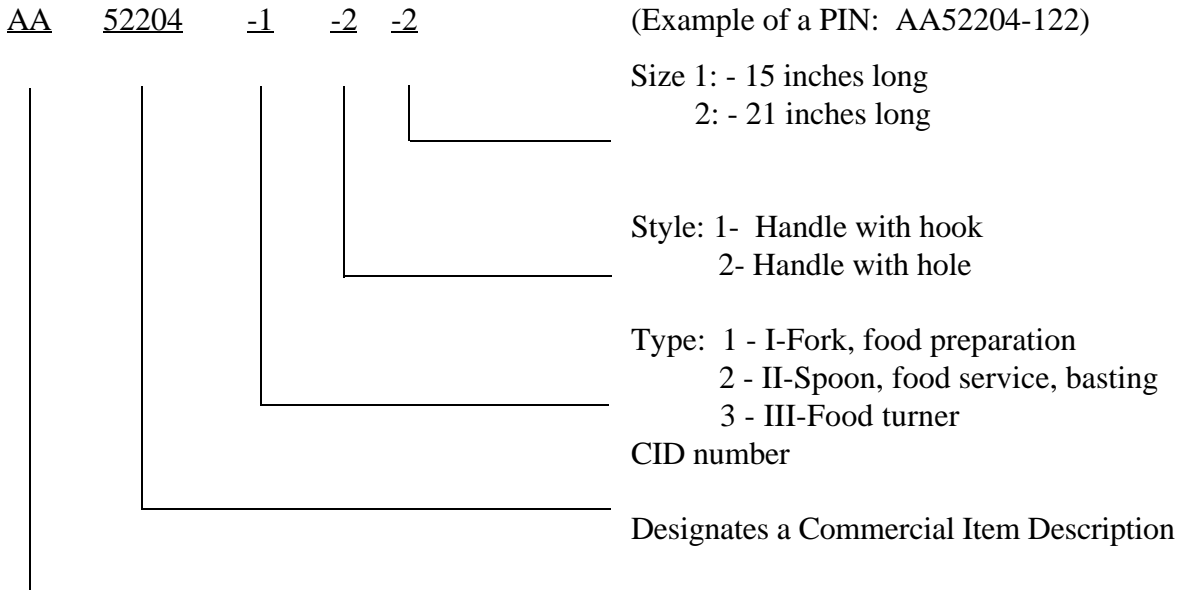 AA 52204 -1 -2 -2 (Example of a PIN: AA52204-122)
Size 1: - 15 inches long
2: - 21 inches long
Style: 1- Handle with hook
2- Handle with hole
Type: 1 - I-Fork, food preparation
2 - II-Spoon, food service, basting
3 - III-Food turner
CID number
Designates a Commercial Item Description